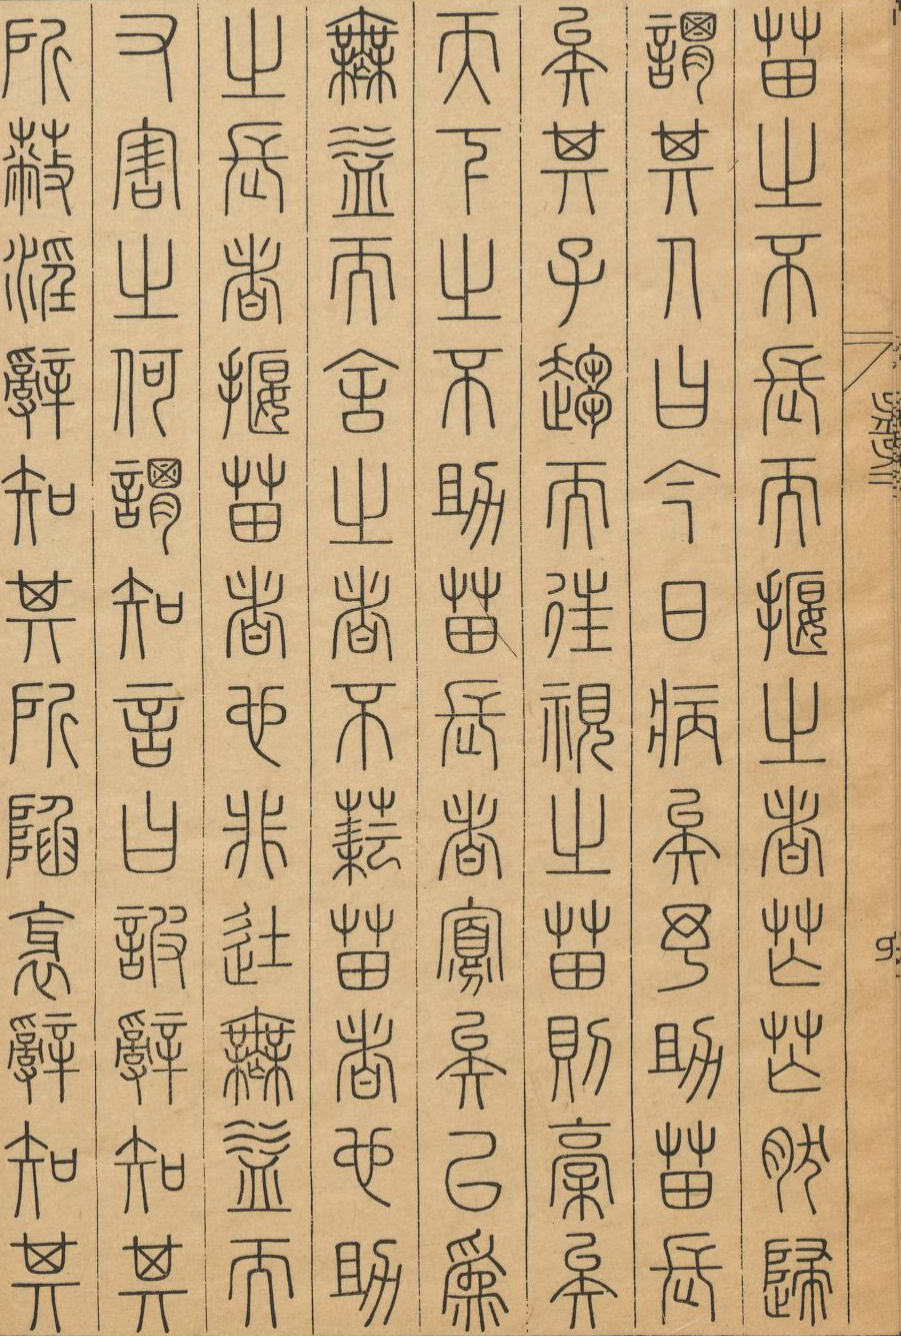 苗之不長而揠之者芒芒然歸
謂其人曰今日病矣予助苗長
矣其子趨而往視之苗則槁矣
天下之不助苗長者寡矣以爲
無益而舍之者不耘苗者也助
之長者揠苗者也非徒無益而
又害之何謂知言曰詖辭知其
所蔽淫辭知其所陷衺辭知其